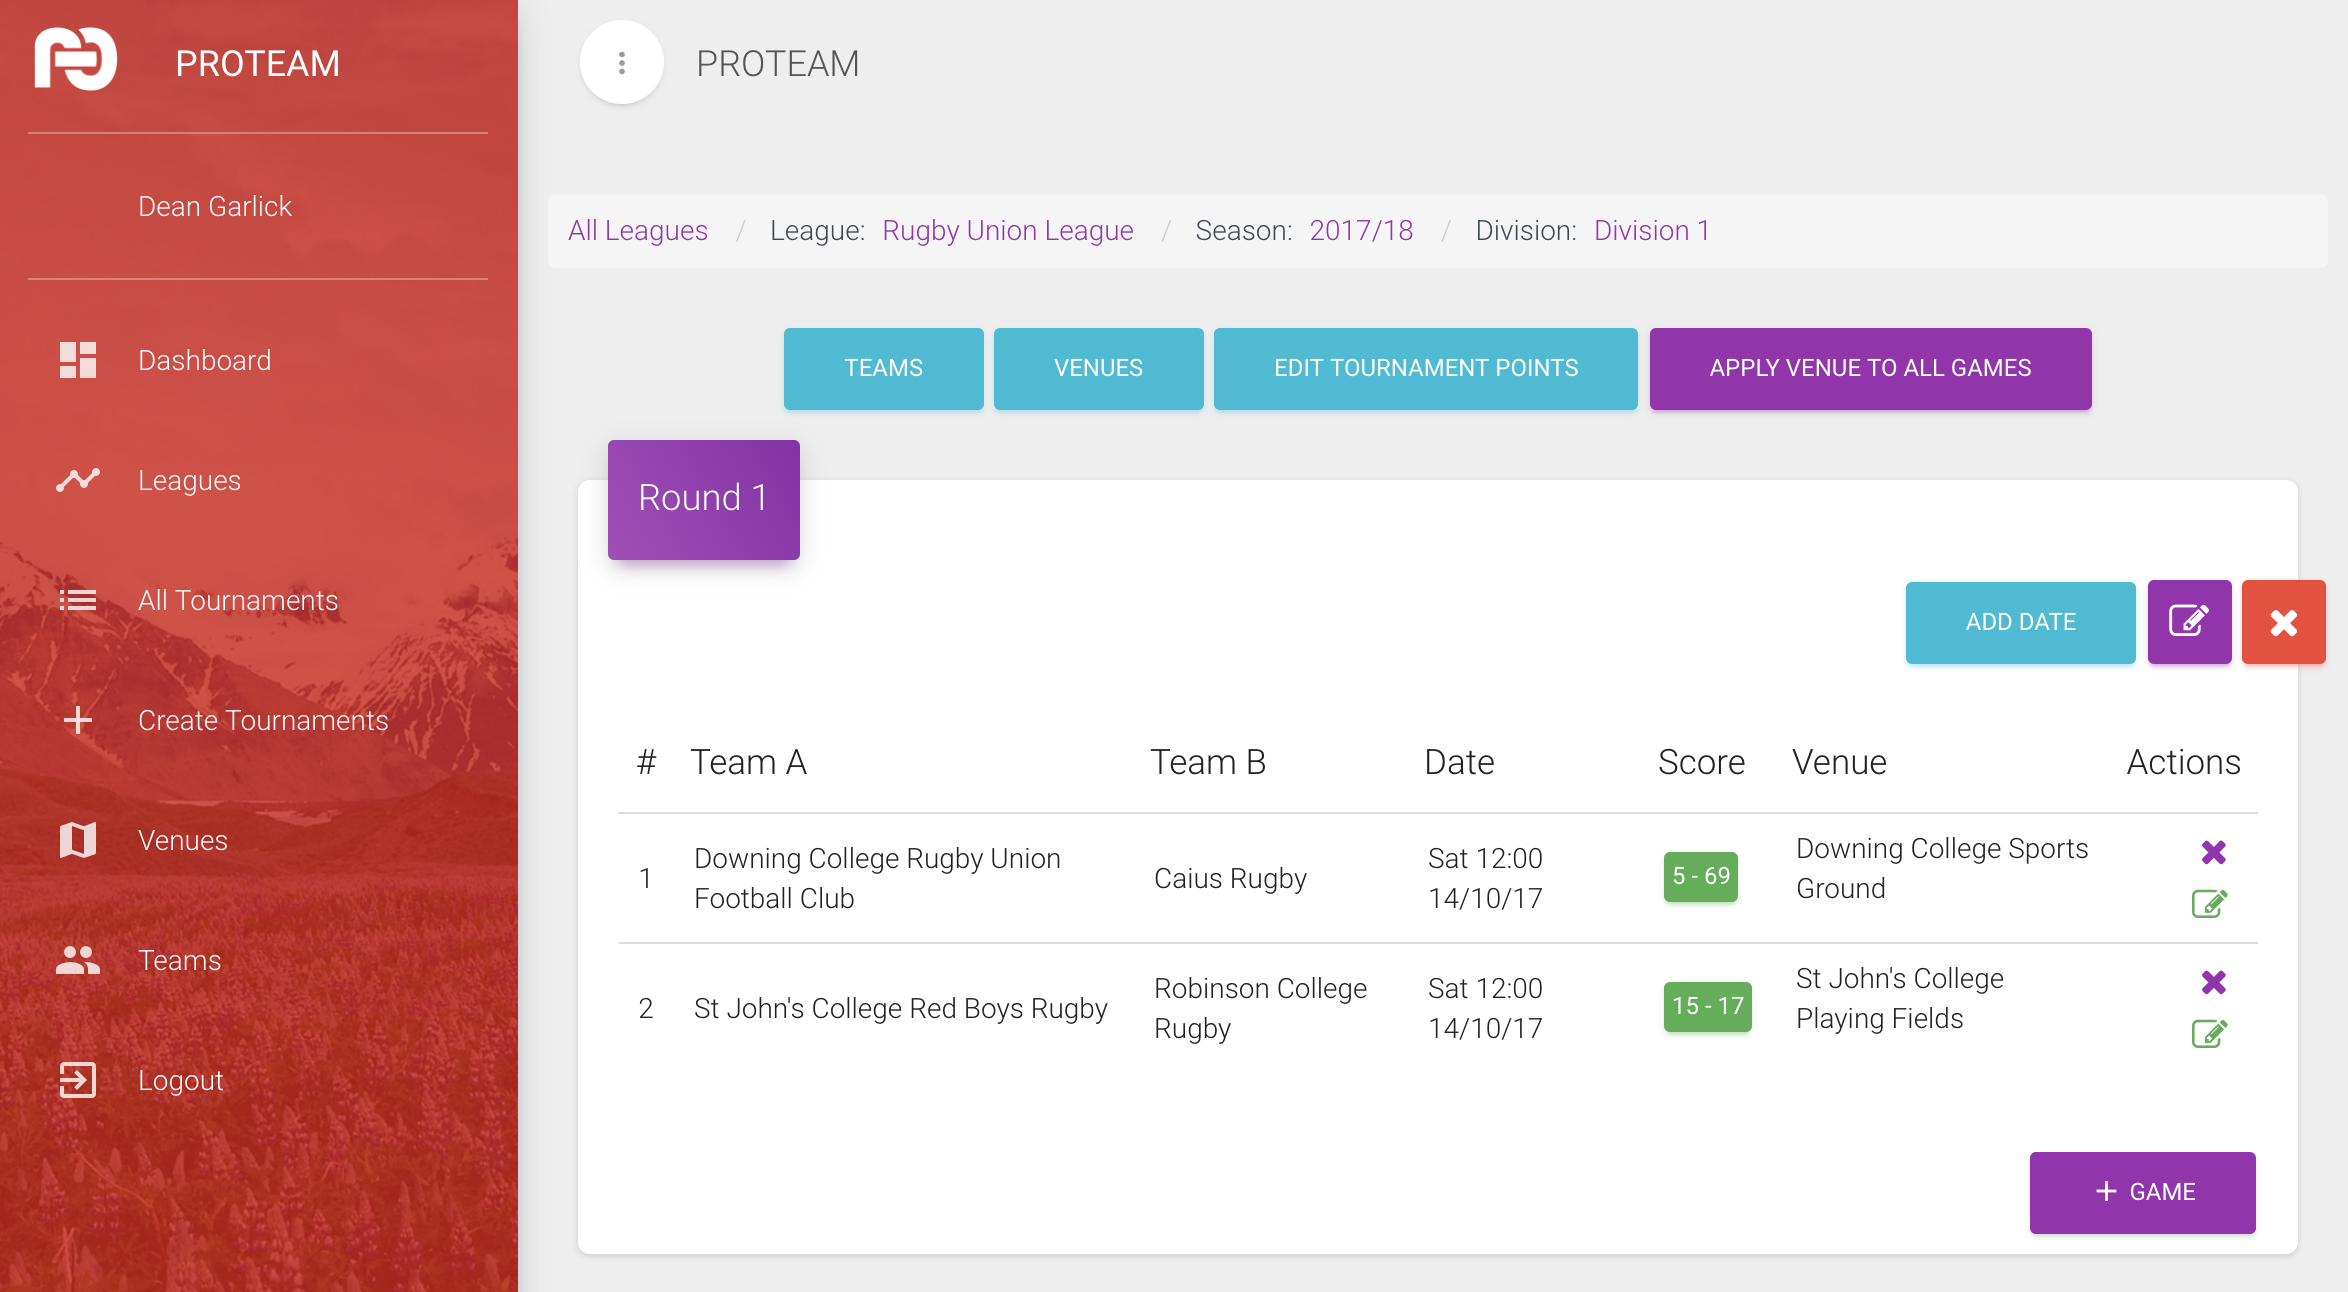 PROTEAM
Dean Garlick
Dashboard
Leagues
All Tournaments
Create Tournaments
Venues
Teams
Logout
PROTEAM
All Leagues / League: Rugby Union League / Season: 2017/18 / Division: Division 1
TEAMS VENUES EDIT TOURNAMENT POINTS APPLY VENUE TO ALL GAMES
Round 1
ADD DATE
# Team A Team B Date Score Venue Actions
1 Downing College Rugby Union
Football Club
Caius Rugby
Sat 12:00
14/10/17
5 - 69
Downing College Sports
Ground
2 St John's College Red Boys Rugby
Robinson College
Rugby
Sat 12:00
14/10/17
15 - 17
St John's College
Playing Fields
+ GAME